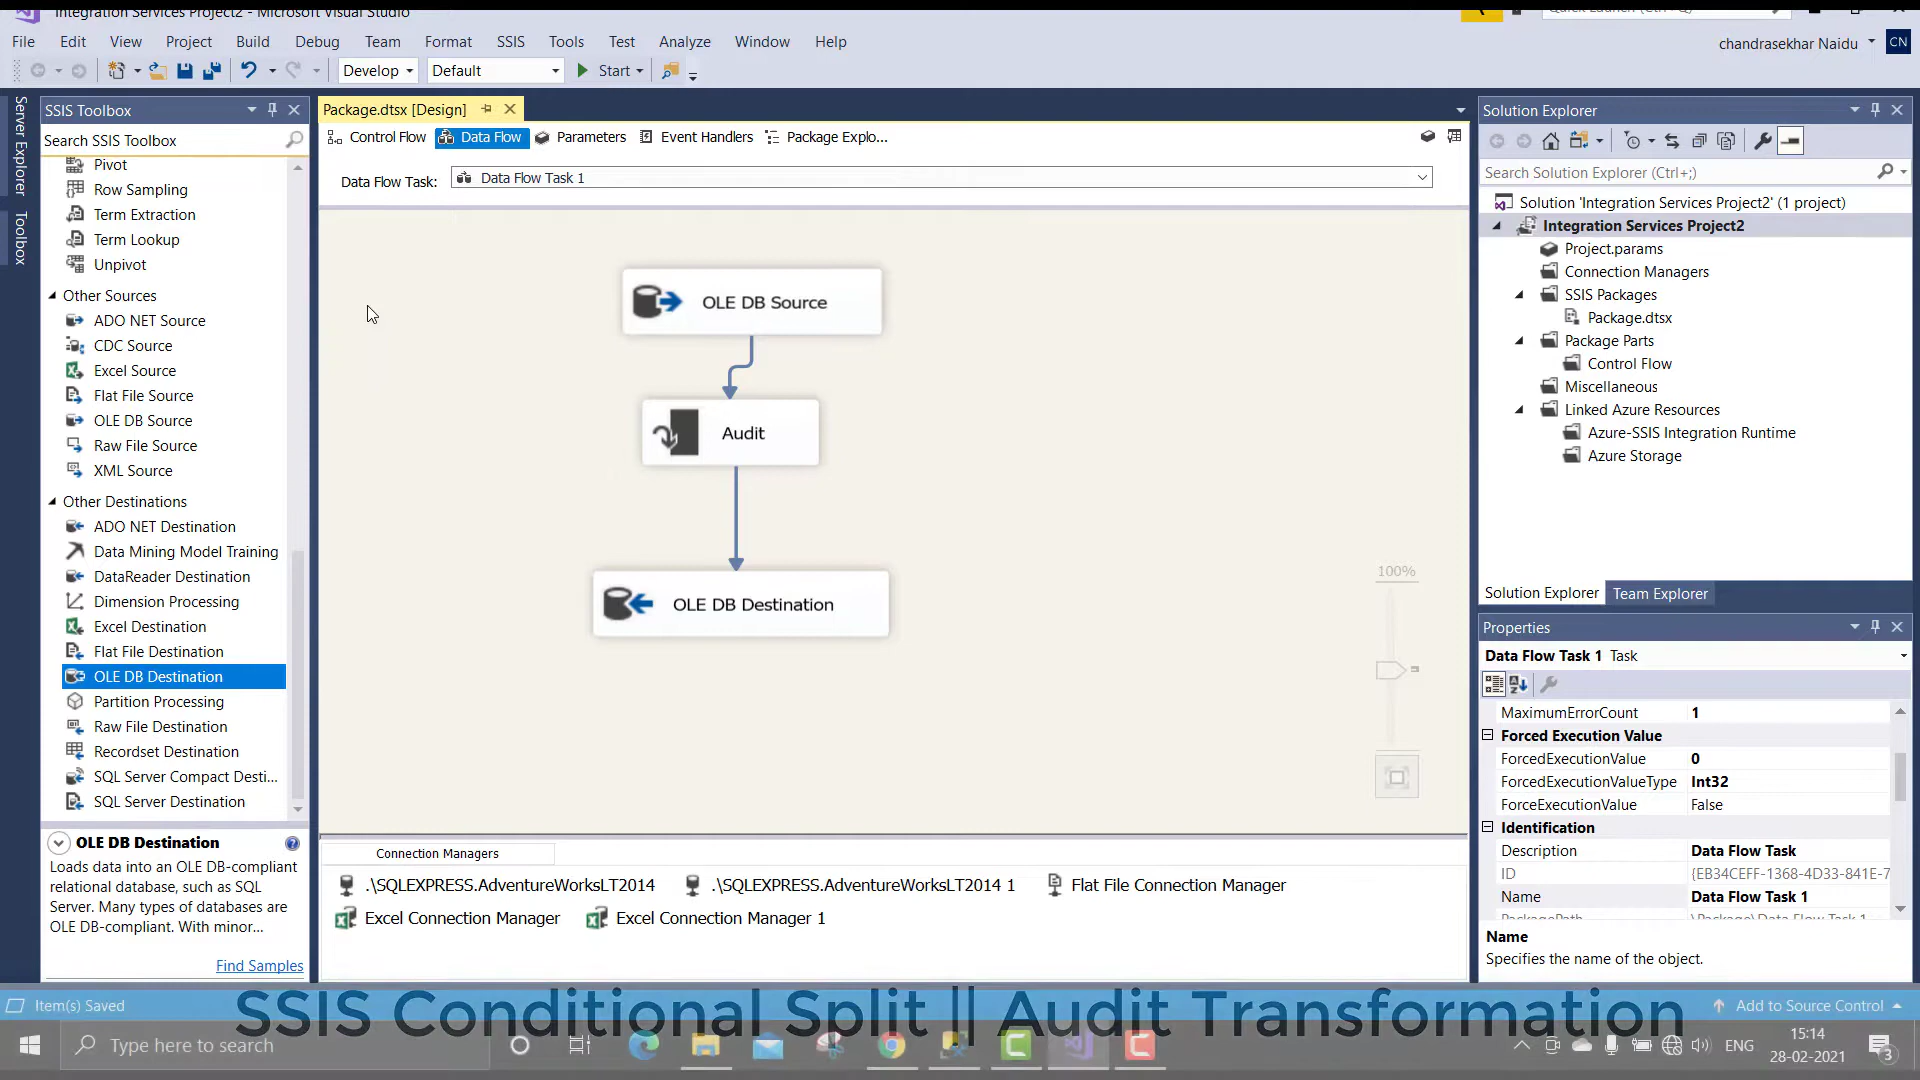 Integration Services Project2 - Microsoft Visual Studio
Quick Launch (Ctrl+Q)
File Edit View Project Build Debug Team Format SSIS Tools Test Analyze Window Help
chandrasekhar Naidu CN
Develop Default Start
Server Explorer
Toolbox
SSIS Toolbox
Search SSIS Toolbox
Pivot
Row Sampling
Term Extraction
Term Lookup
Unpivot
Other Sources
ADO NET Source
CDC Source
Excel Source
Flat File Source
OLE DB Source
Raw File Source
XML Source
Other Destinations
ADO NET Destination
Data Mining Model Training
DataReader Destination
Dimension Processing
Excel Destination
Flat File Destination
OLE DB Destination
Partition Processing
Raw File Destination
Recordset Destination
SQL Server Compact Desti...
SQL Server Destination
OLE DB Destination
Loads data into an OLE DB-compliant
relational database, such as SQL
Server. Many types of databases are
OLE DB-compliant. With minor...
Find Samples
Package.dtsx [Design]
Control Flow Data Flow Parameters Event Handlers Package Explo...
Data Flow Task: Data Flow Task 1
OLE DB Source
Audit
OLE DB Destination
100%
Connection Managers
.\SQLEXPRESS.AdventureWorksLT2014 .\SQLEXPRESS.AdventureWorksLT2014 1 Flat File Connection Manager
Excel Connection Manager Excel Connection Manager 1
Solution Explorer
Search Solution Explorer (Ctrl+;)
Solution 'Integration Services Project2' (1 project)
Integration Services Project2
Project.params
Connection Managers
SSIS Packages
Package.dtsx
Package Parts
Control Flow
Miscellaneous
Linked Azure Resources
Azure-SSIS Integration Runtime
Azure Storage
Solution Explorer Team Explorer
Properties
Data Flow Task 1 Task
MaximumErrorCount 1
Forced Execution Value
ForcedExecutionValue 0
ForcedExecutionValueType Int32
ForceExecutionValue False
Identification
Description Data Flow Task
ID {EB34CEFF-1368-4D33-841E-7
Name Data Flow Task 1
PackagePath \Package\Data Flow Task 1
Name
Specifies the name of the object.
Item(s) Saved
Add to Source Control
SSIS Conditional Split || Audit Transformation
Type here to search
ENG
15:14
28-02-2021
3